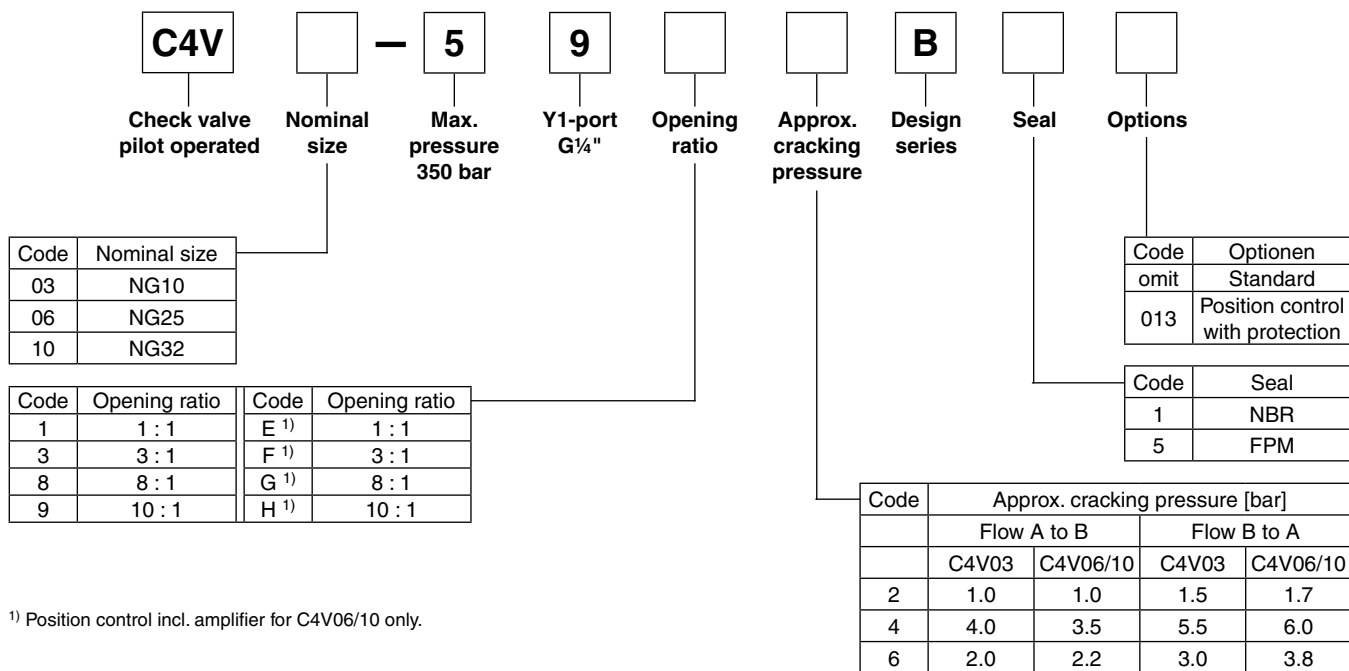 C4V — 5 9 B
Check valve pilot operated
Nominal size
Max. pressure 350 bar
Y1-port G¼"
Opening ratio
Approx. cracking pressure
Design series
Seal
Options
Code Nominal size
03 NG10
06 NG25
10 NG32
Code Optionen
omit Standard
013 Position control with protection
Code Opening ratio Code Opening ratio
1 1 : 1 E 1) 1 : 1
3 3 : 1 F 1) 3 : 1
8 8 : 1 G 1) 8 : 1
9 10 : 1 H 1) 10 : 1
Code Seal
1 NBR
5 FPM
Code Approx. cracking pressure [bar]
Flow A to B Flow B to A
C4V03 C4V06/10 C4V03 C4V06/10
2 1.0 1.0 1.5 1.7
4 4.0 3.5 5.5 6.0
6 2.0 2.2 3.0 3.8
1) Position control incl. amplifier for C4V06/10 only.